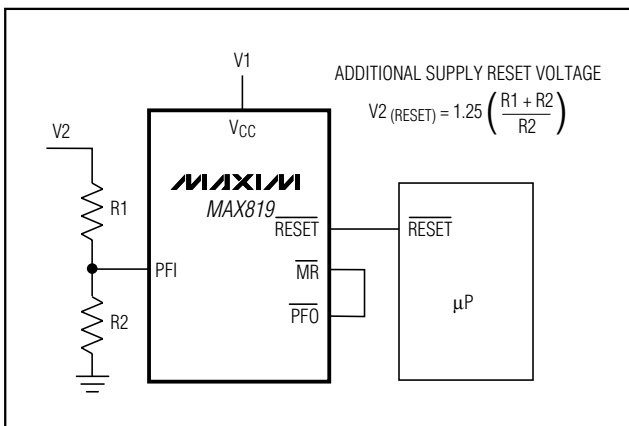 V1
ADDITIONAL SUPPLY RESET VOLTAGE
V2 (RESET) = 1.25 ( R1 + R2 / R2 )
V2
VCC
MAXIM
MAX819
R1
RESET
RESET
PFI
MR
µP
R2
PFO